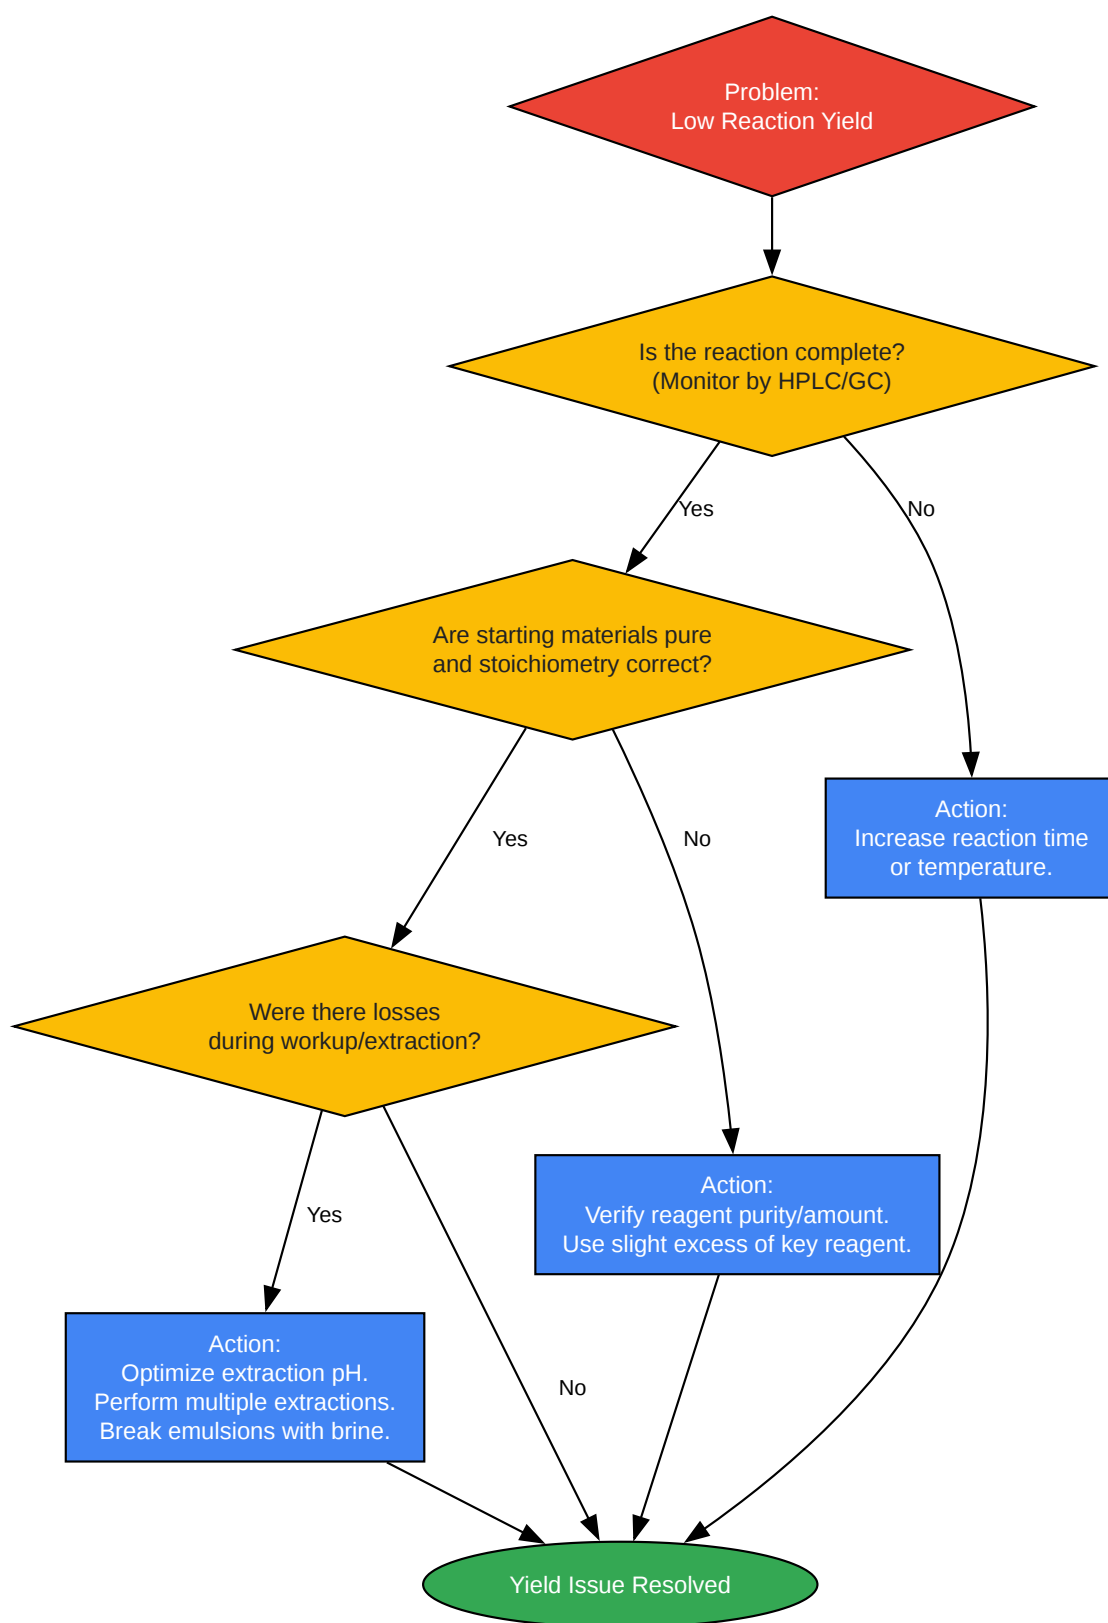 Problem:
Low Reaction Yield
Is the reaction complete?
(Monitor by HPLC/GC)
Yes
No
Are starting materials pure
and stoichiometry correct?
Action:
Increase reaction time
or temperature.
Yes
No
Were there losses
during workup/extraction?
Action:
Verify reagent purity/amount.
Use slight excess of key reagent.
Yes
Action:
Optimize extraction pH.
Perform multiple extractions.
Break emulsions with brine.
No
Yield Issue Resolved